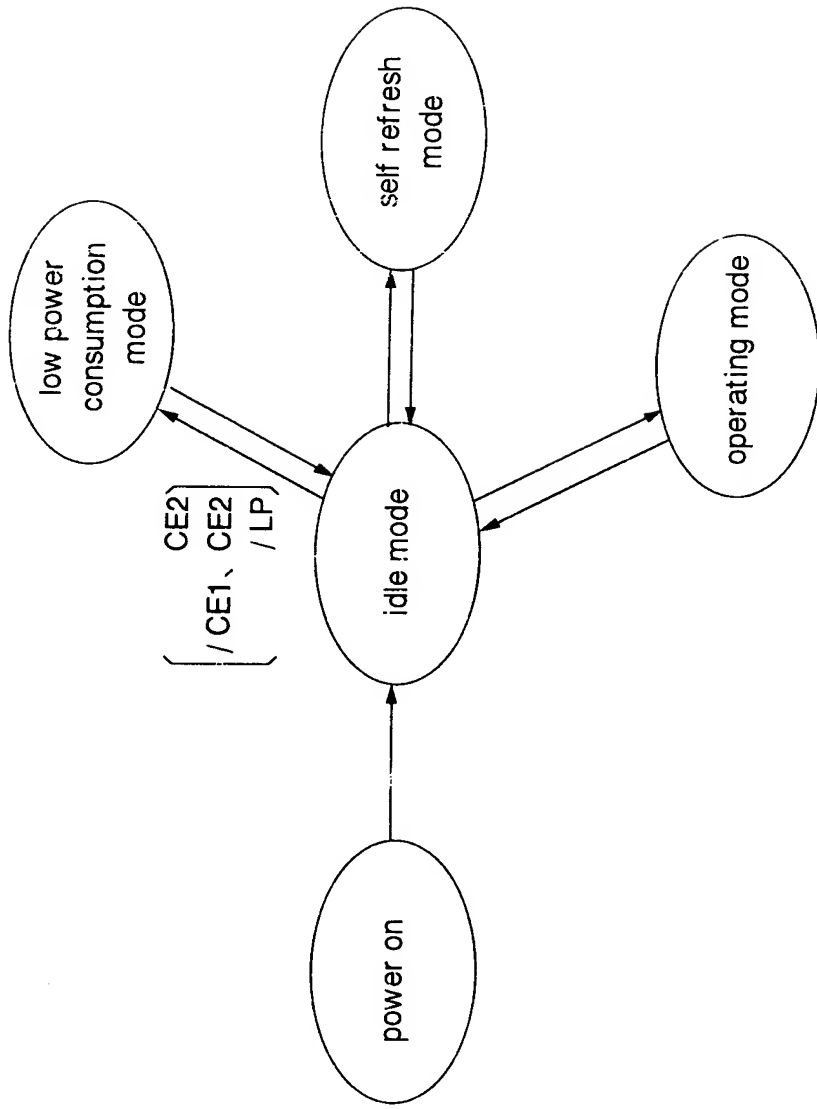 low power
consumption
mode
CE2
/ CE1、CE2
/ LP
power on
idle mode
self refresh
mode
operating mode